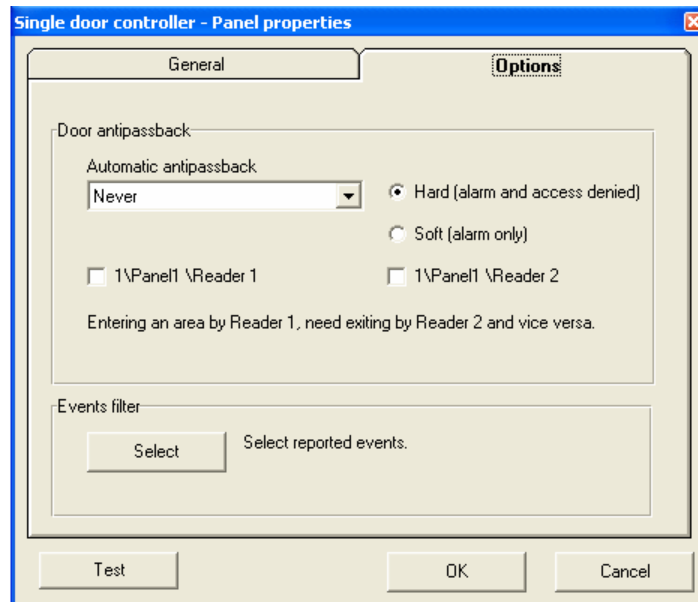 Single door controller - Panel properties
General
Options
Door antipassback
Automatic antipassback
Never
Hard (alarm and access denied)
Soft (alarm only)
1\Panel1 \Reader 1
1\Panel1 \Reader 2
Entering an area by Reader 1, need exiting by Reader 2 and vice versa.
Events filter
Select
Select reported events.
Test
OK
Cancel